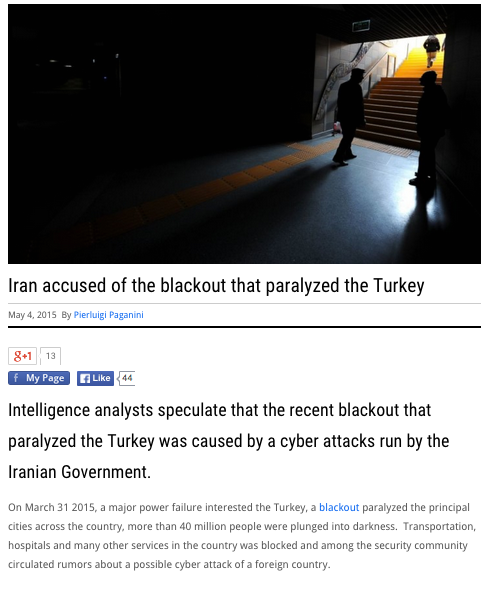 Iran accused of the blackout that paralyzed the Turkey
May 4, 2015 By Pierluigi Paganini
g+1 13
f My Page f Like 44
Intelligence analysts speculate that the recent blackout that
paralyzed the Turkey was caused by a cyber attacks run by the
Iranian Government.
On March 31 2015, a major power failure interested the Turkey, a blackout paralyzed the principal
cities across the country, more than 40 million people were plunged into darkness. Transportation,
hospitals and many other services in the country was blocked and among the security community
circulated rumors about a possible cyber attack of a foreign country.